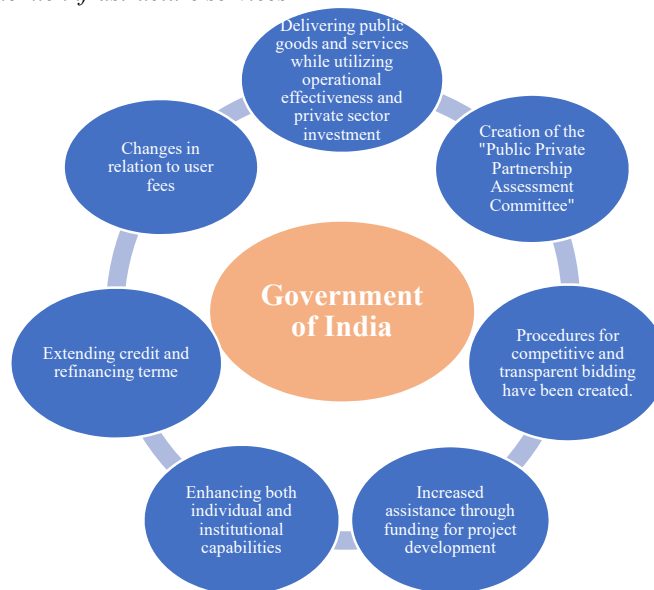 infrastructure services
Delivering public
goods and services
while utilizing
operational
effectiveness and
private sector
investment
Creation of the
"Public Private
Partnership
Assessment
Committee"
Procedures for
competitive and
transparent bidding
have been created.
Increased
assistance through
funding for project
development
Enhancing both
individual and
institutional
capabilities
Extending credit and
refinancing terme
Changes in
relation to user
fees
Government
of India